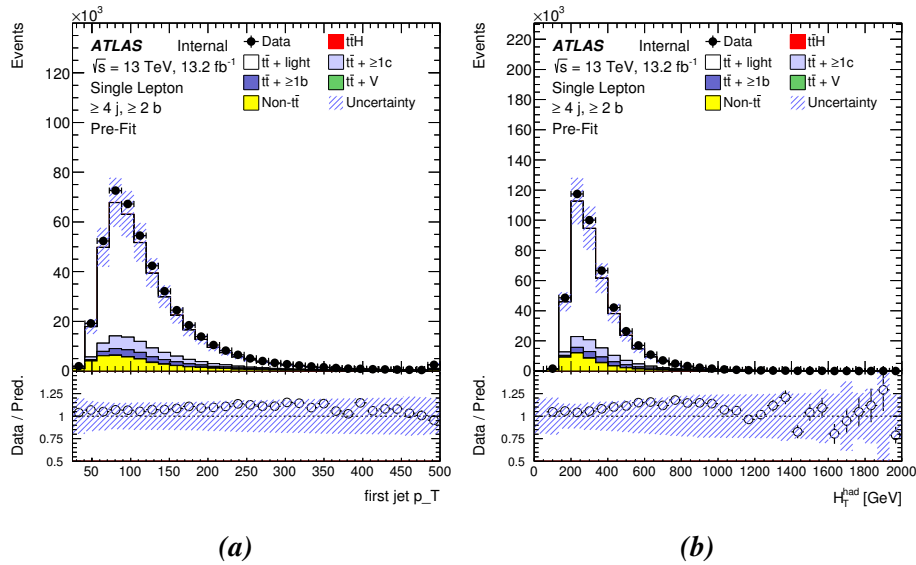 ×10³
Events
140
120
100
80
60
40
20
0
ATLAS Internal
√s = 13 TeV, 13.2 fb⁻¹
Single Lepton
≥ 4 j, ≥ 2 b
Pre-Fit
Data
tt̄H
tt̄ + light
tt̄ + ≥1c
tt̄ + ≥1b
tt̄ + V
Non-tt̄
Uncertainty
Data / Pred.
1.25
1
0.75
0.5
50 100 150 200 250 300 350 400 450 500
first jet p_T
(a)
×10³
Events
220
200
180
160
140
120
100
80
60
40
20
0
ATLAS Internal
√s = 13 TeV, 13.2 fb⁻¹
Single Lepton
≥ 4 j, ≥ 2 b
Pre-Fit
Data
tt̄H
tt̄ + light
tt̄ + ≥1c
tt̄ + ≥1b
tt̄ + V
Non-tt̄
Uncertainty
Data / Pred.
1.25
1
0.75
0.5
0 200 400 600 800 1000 1200 1400 1600 1800 2000
H_T^had [GeV]
(b)